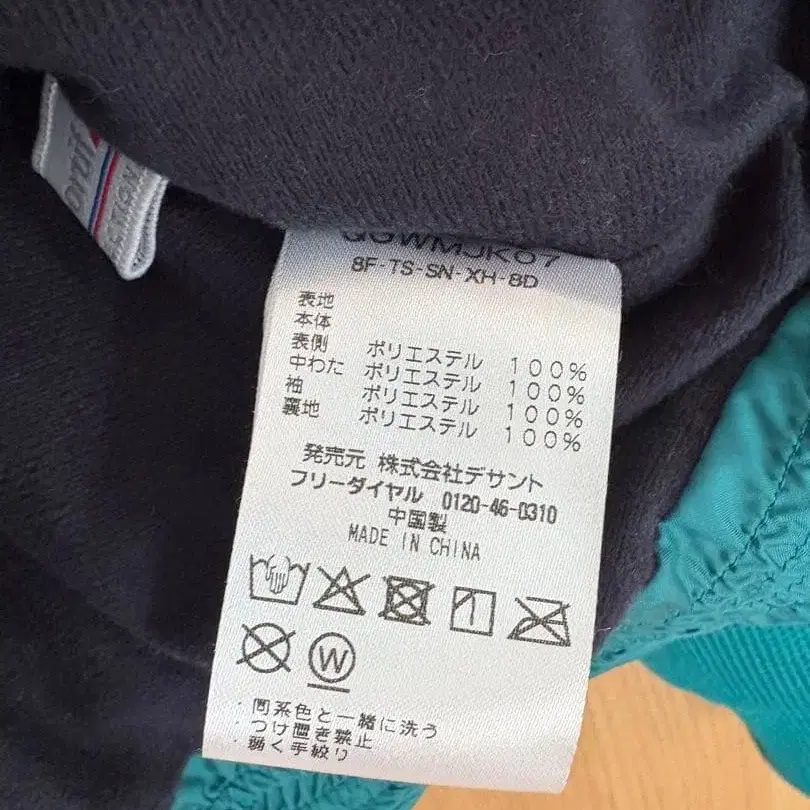 8F-TS-SN-XH-8D
表地
本体
表側 ポリエステル 100%
中わた ポリエステル 100%
袖 ポリエステル 100%
裏地 ポリエステル 100%
発売元 株式会社デサント
フリーダイヤル 0120-46-0310
中国製
MADE IN CHINA
W
・同系色と一緒に洗う
・つけ置き禁止
・弱く手絞り